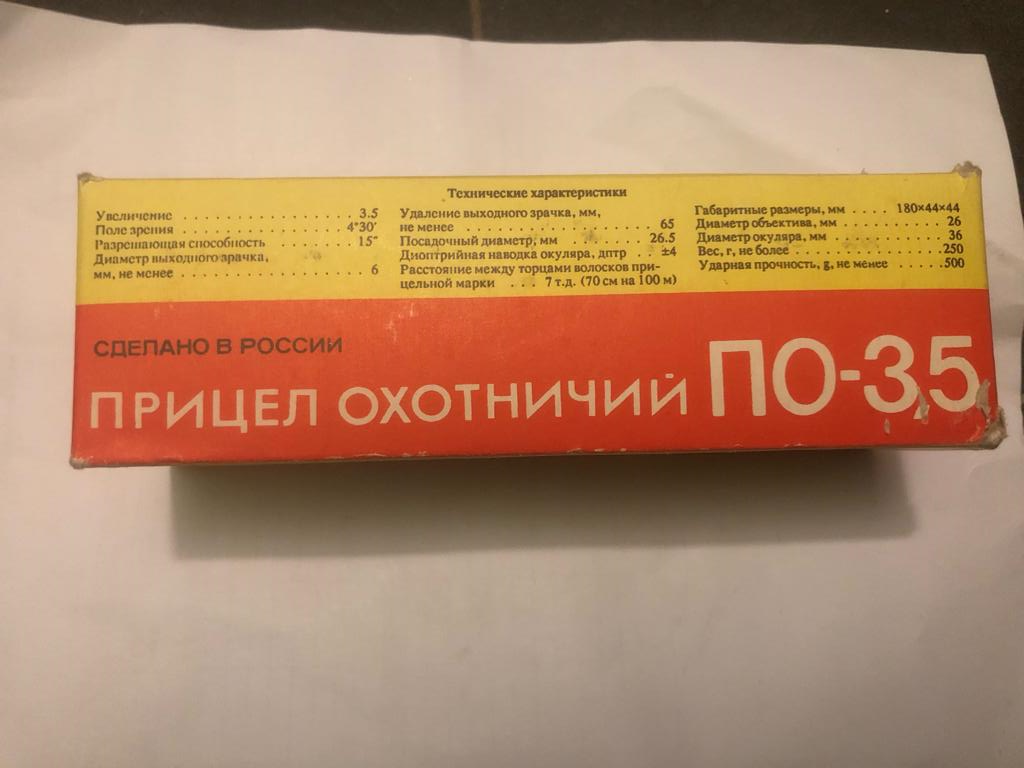 Технические характеристики
Увеличение . . . . . . . . . . . . . . . . 3.5
Поле зрения . . . . . . . . . . . . . . 4°30′
Разрешающая способность . . . . . . 15″
Диаметр выходного зрачка,
мм, не менее . . . . . . . . . . . . . . . . 6
Удаление выходного зрачка, мм,
не менее . . . . . . . . . . . . . . . . . 65
Посадочный диаметр, мм . . . . . . 26.5
Диоптрийная наводка окуляра, дптр . . ±4
Расстояние между торцами волосков при-
цельной марки . . . 7 т.д. (70 см на 100 м)
Габаритные размеры, мм . . . . 180×44×44
Диаметр объектива, мм . . . . . . . . . . 26
Диаметр окуляра, мм . . . . . . . . . . . 36
Вес, г, не более . . . . . . . . . . . . . . 250
Ударная прочность, g, не менее . . . . . 500
СДЕЛАНО В РОССИИ
ПРИЦЕЛ ОХОТНИЧИЙ ПО-3,5